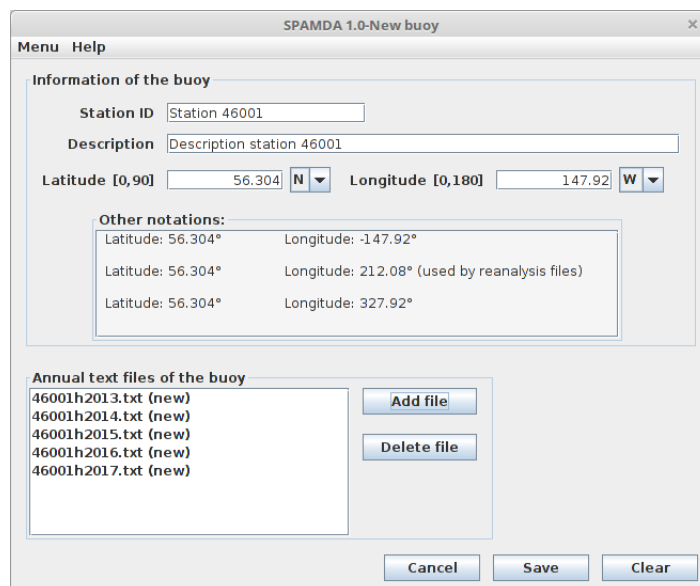 SPAMDA 1.0-New buoy ×
Menu Help
Information of the buoy
Station ID Station 46001
Description Description station 46001
Latitude [0,90] 56.304 N Longitude [0,180] 147.92 W
Other notations:
Latitude: 56.304° Longitude: -147.92°
Latitude: 56.304° Longitude: 212.08° (used by reanalysis files)
Latitude: 56.304° Longitude: 327.92°
Annual text files of the buoy
46001h2013.txt (new)
46001h2014.txt (new)
46001h2015.txt (new)
46001h2016.txt (new)
46001h2017.txt (new)
Add file
Delete file
Cancel Save Clear